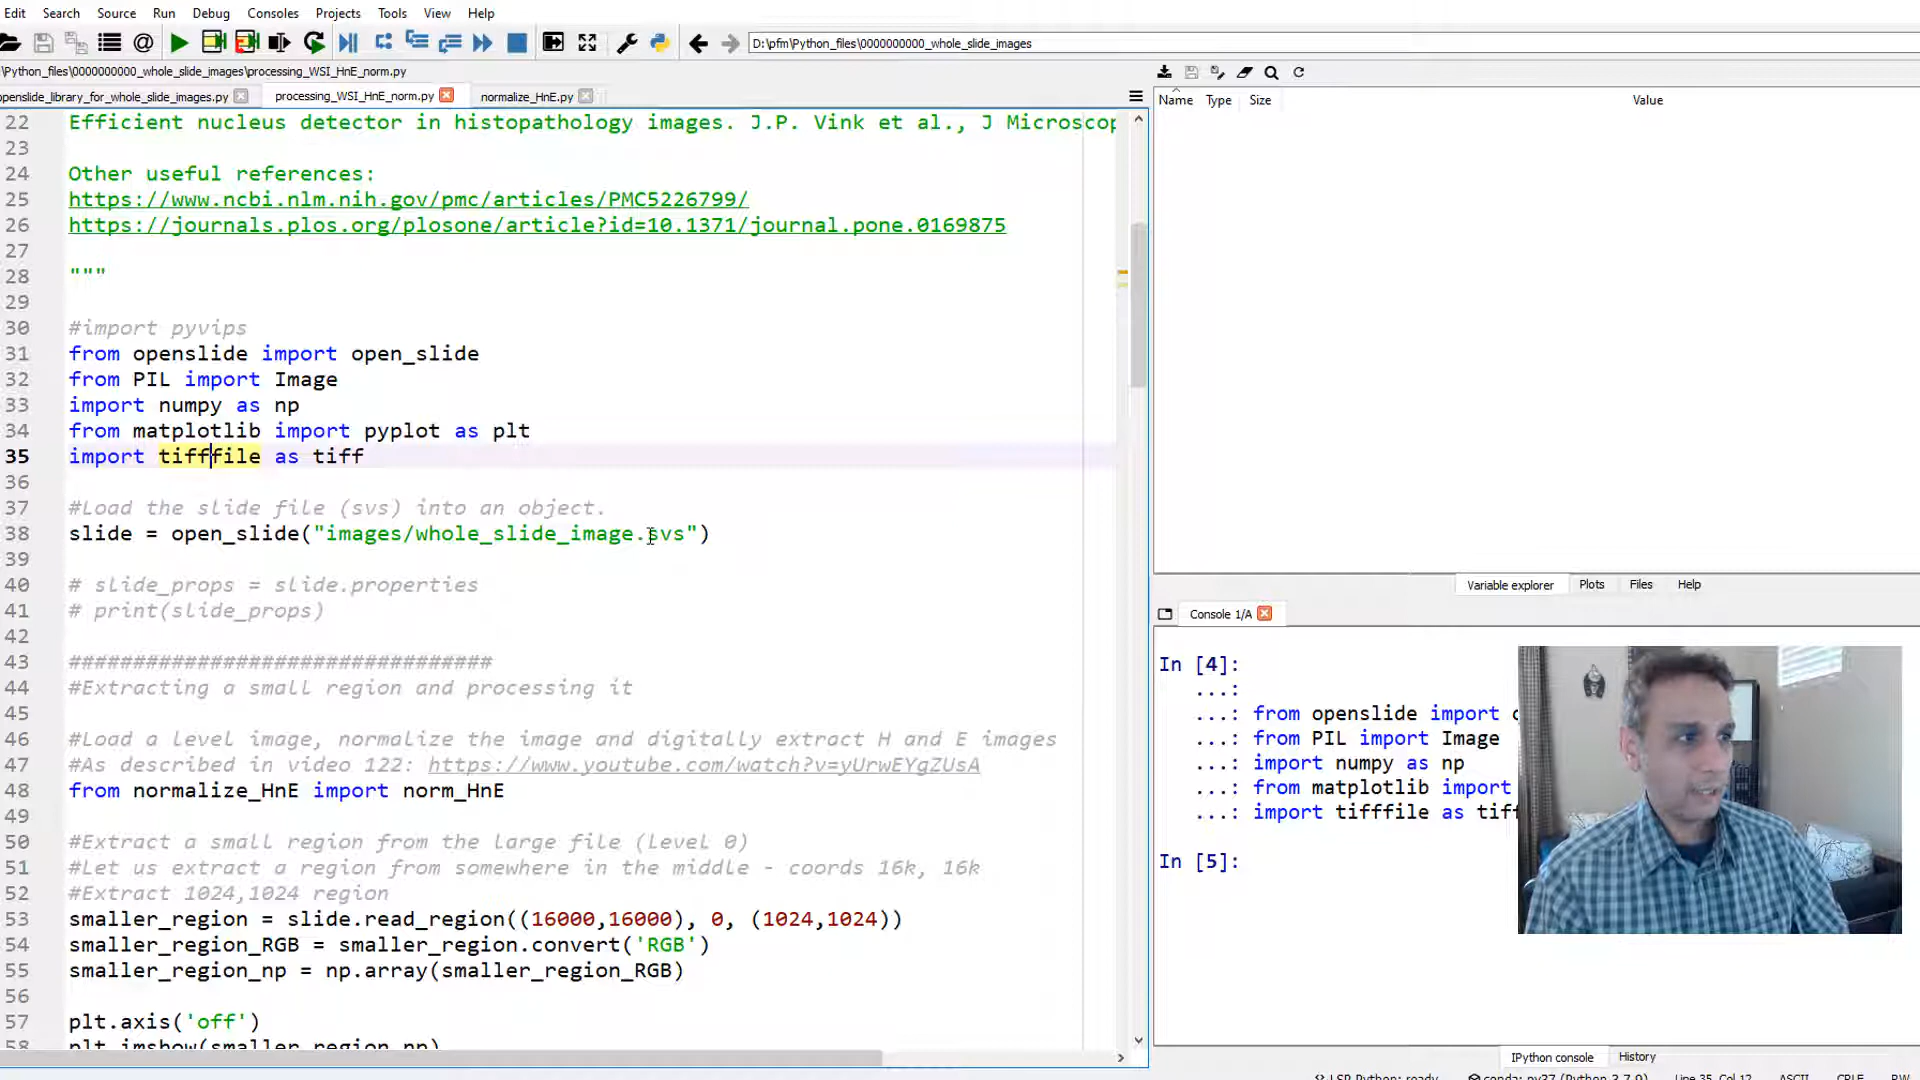 Edit Search Source Run Debug Consoles Projects Tools View Help
D:\pfm\Python_files\0000000000_whole_slide_images
\Python_files\0000000000_whole_slide_images\processing_WSI_HnE_norm.py
openslide_library_for_whole_slide_images.py processing_WSI_HnE_norm.py normalize_HnE.py
22 Efficient nucleus detector in histopathology images. J.P. Vink et al., J Microscop
23
24 Other useful references:
25 https://www.ncbi.nlm.nih.gov/pmc/articles/PMC5226799/
26 https://journals.plos.org/plosone/article?id=10.1371/journal.pone.0169875
27
28 """
29
30 #import pyvips
31 from openslide import open_slide
32 from PIL import Image
33 import numpy as np
34 from matplotlib import pyplot as plt
35 import tifffile as tiff
36
37 #Load the slide file (svs) into an object.
38 slide = open_slide("images/whole_slide_image.svs")
39
40 # slide_props = slide.properties
41 # print(slide_props)
42
43 #################################
44 #Extracting a small region and processing it
45
46 #Load a level image, normalize the image and digitally extract H and E images
47 #As described in video 122: https://www.youtube.com/watch?v=yUrwEYgZUsA
48 from normalize_HnE import norm_HnE
49
50 #Extract a small region from the large file (level 0)
51 #Let us extract a region from somewhere in the middle - coords 16k, 16k
52 #Extract 1024,1024 region
53 smaller_region = slide.read_region((16000,16000), 0, (1024,1024))
54 smaller_region_RGB = smaller_region.convert('RGB')
55 smaller_region_np = np.array(smaller_region_RGB)
56
57 plt.axis('off')
58 plt.imshow(smaller_region_np)
Name Type Size Value
Variable explorer Plots Files Help
Console 1/A
In [4]:
...:
...: from openslide import o
...: from PIL import Image
...: import numpy as np
...: from matplotlib import
...: import tifffile as tiff
In [5]:
IPython console History
LSP Python: ready conda: py37 (Python 3.7.9) Line 35, Col 12 ASCII CRLF RW